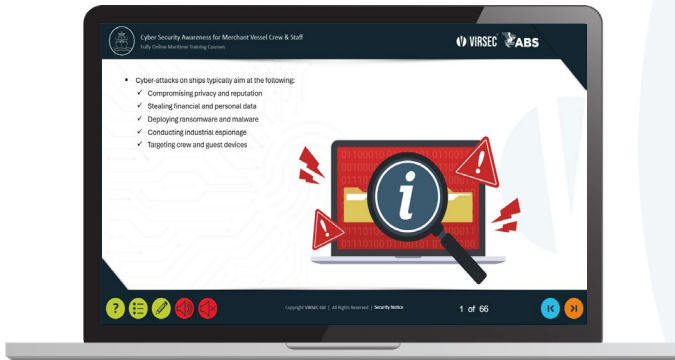 Cyber Security Awareness for Merchant Vessel Crew & Staff
Fully Online Maritime Training Courses
VIRSEC ABS
• Cyber-attacks on ships typically aim at the following:
✓ Compromising privacy and reputation
✓ Stealing financial and personal data
✓ Deploying ransomware and malware
✓ Conducting industrial espionage
✓ Targeting crew and guest devices
i
?
Copyright VIRSEC Ltd | All Rights Reserved | Security Notice
1 of 66